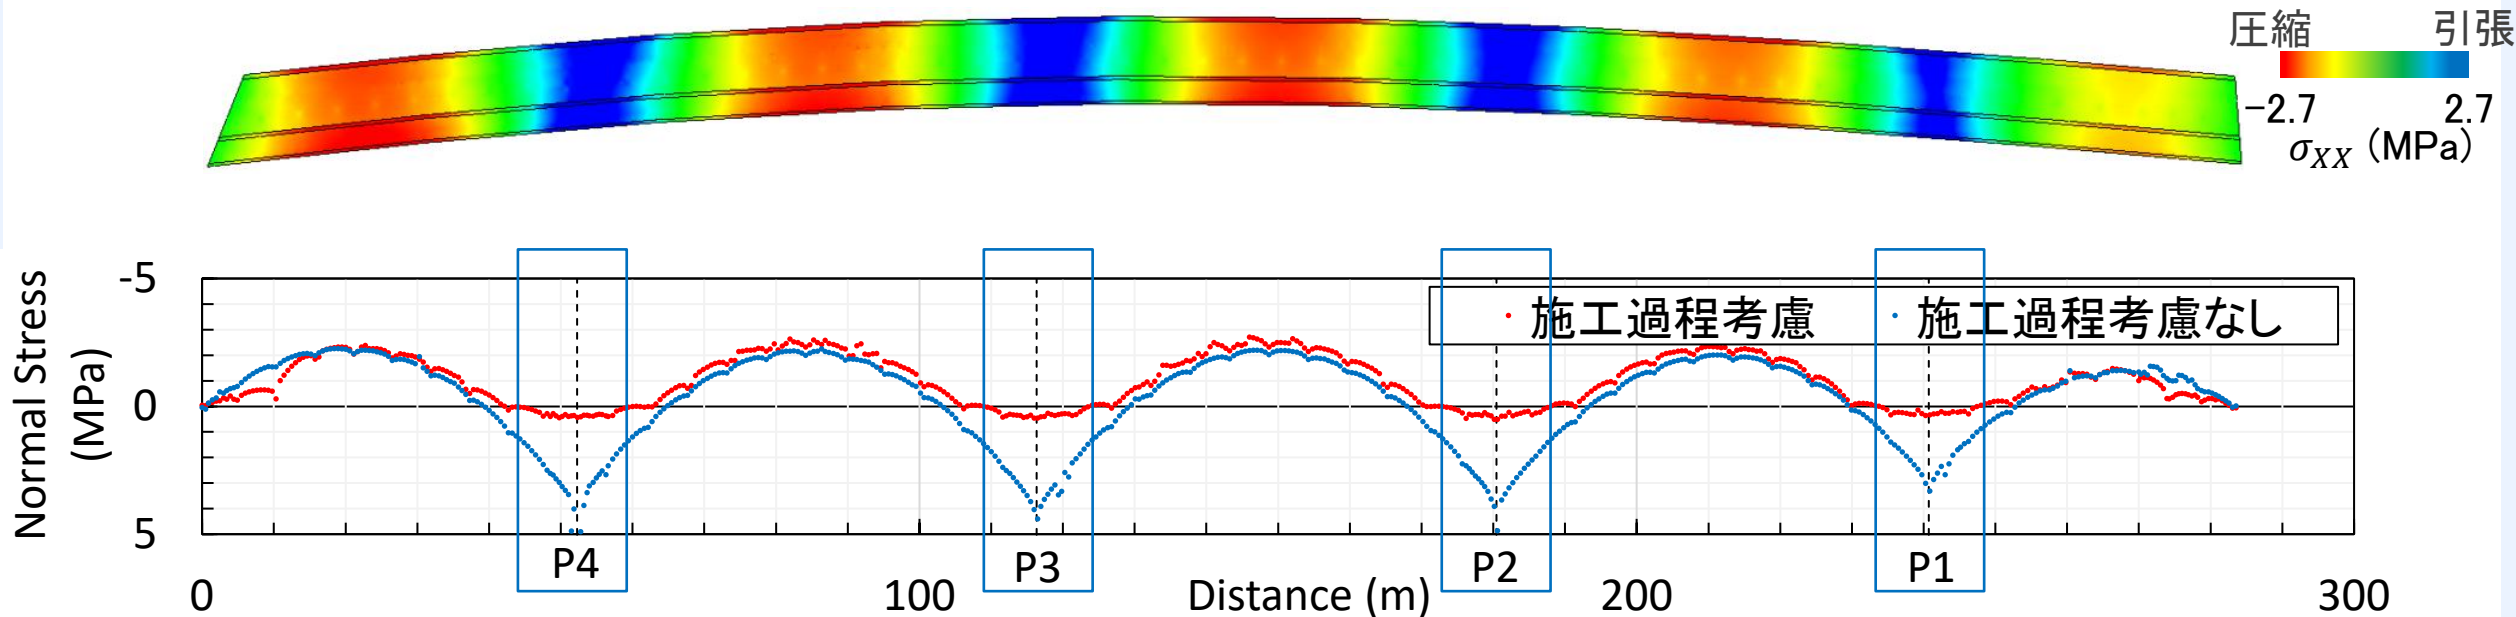 圧縮 引張
-2.7 2.7
σXX (MPa)
Normal Stress
(MPa)
-5
0
5
・施工過程考慮 ・施工過程考慮なし
P4 P3 P2 P1
0 100 Distance (m) 200 300